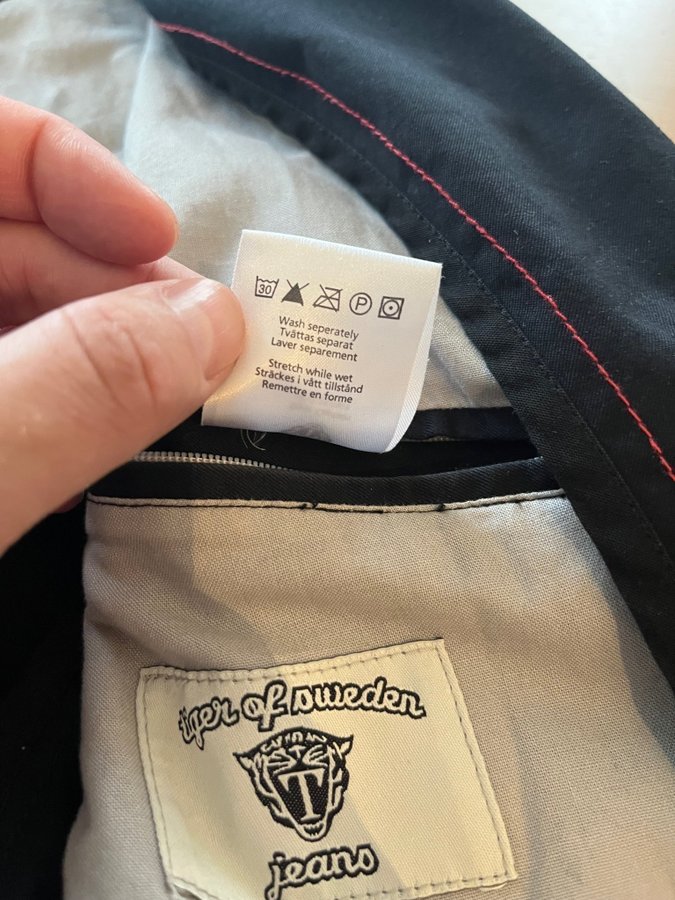 30
P
Wash seperately
Tvättas separat
Laver separement
Stretch while wet
Sträckes i vått tillstånd
Remettre en forme
tiger of sweden
T
jeans